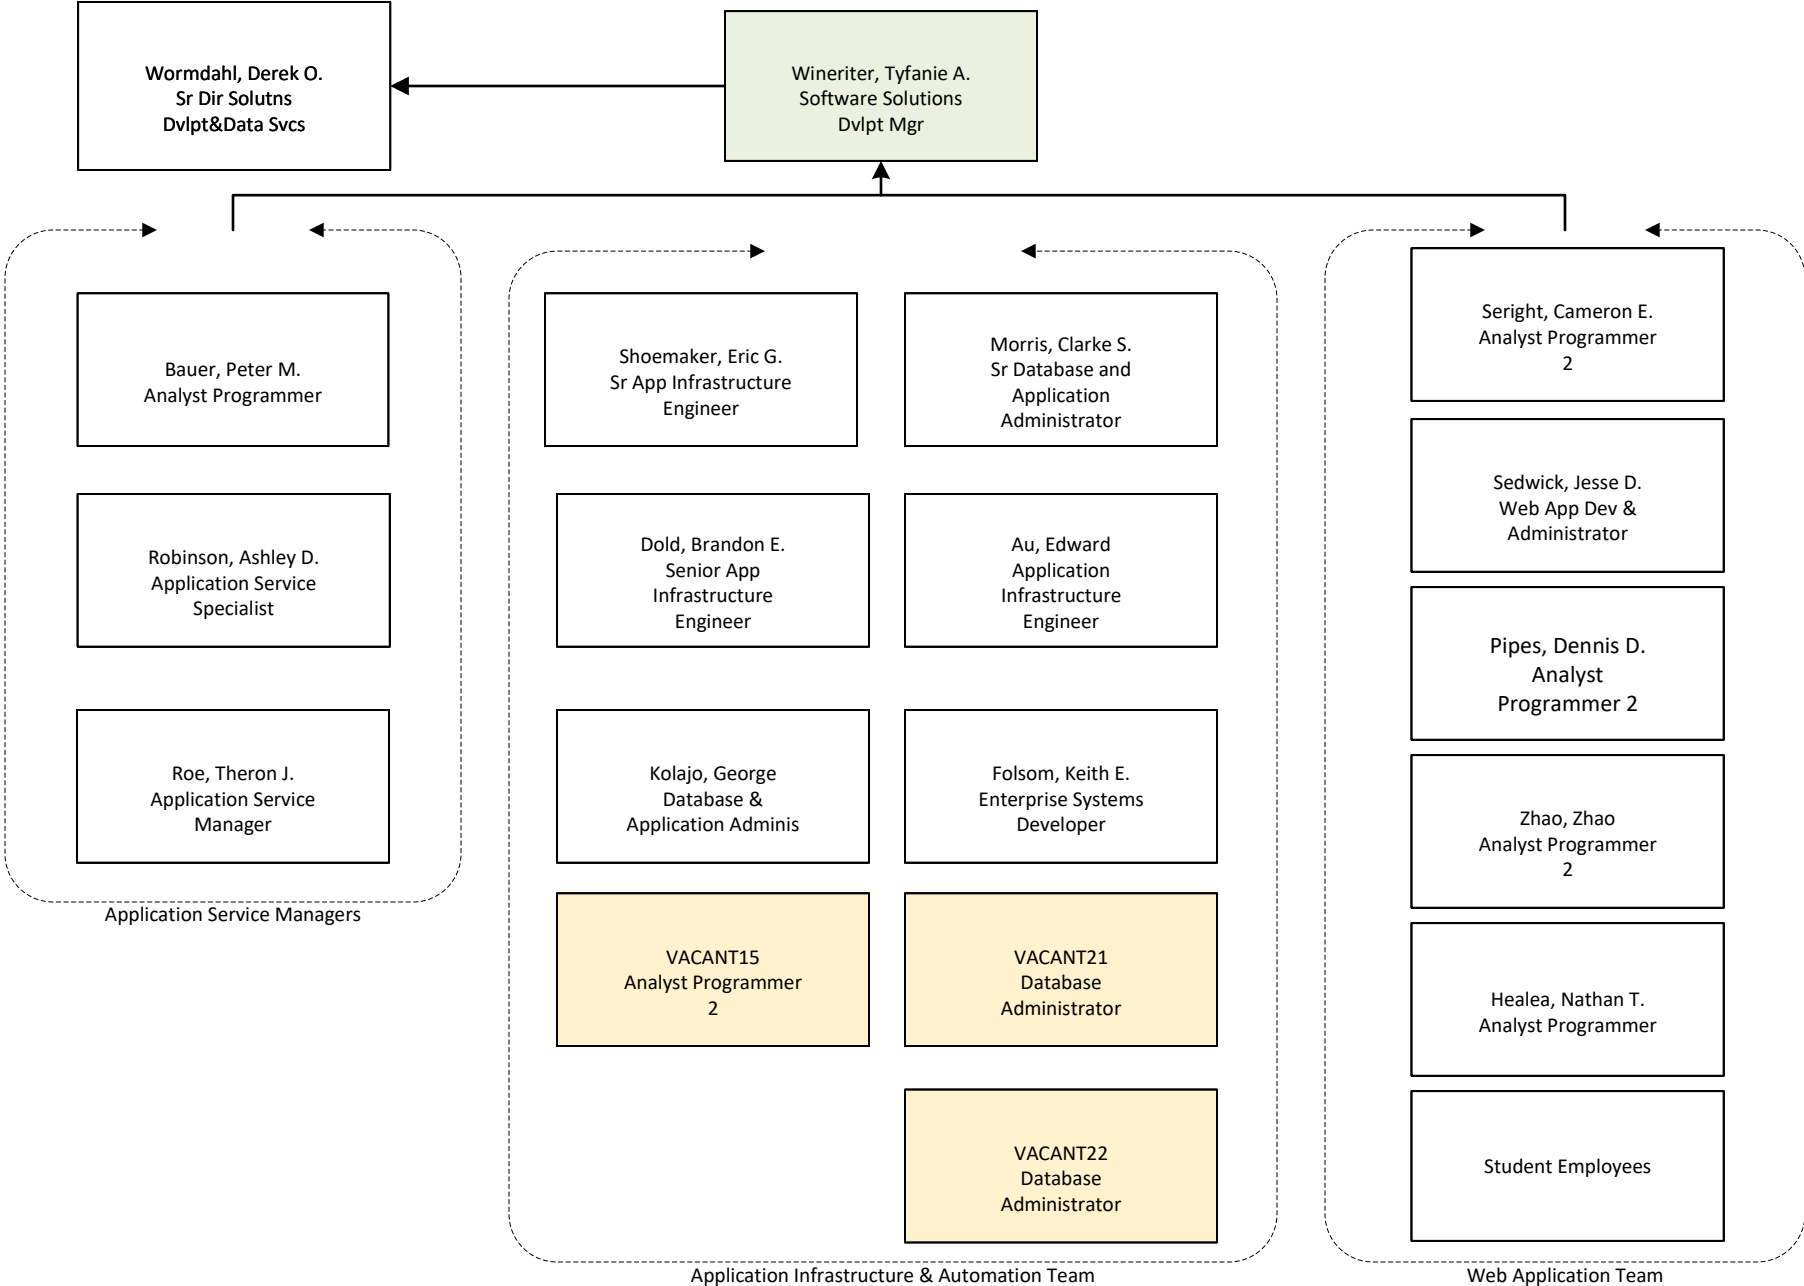 Wormdahl, Derek O.
Sr Dir Solutns
Dvlpt&Data Svcs
Wineriter, Tyfanie A.
Software Solutions
Dvlpt Mgr
Bauer, Peter M.
Analyst Programmer
Robinson, Ashley D.
Application Service
Specialist
Roe, Theron J.
Application Service
Manager
Application Service Managers
Shoemaker, Eric G.
Sr App Infrastructure
Engineer
Morris, Clarke S.
Sr Database and
Application
Administrator
Dold, Brandon E.
Senior App
Infrastructure
Engineer
Au, Edward
Application
Infrastructure
Engineer
Kolajo, George
Database &
Application Adminis
Folsom, Keith E.
Enterprise Systems
Developer
VACANT15
Analyst Programmer
2
VACANT21
Database
Administrator
VACANT22
Database
Administrator
Application Infrastructure & Automation Team
Seright, Cameron E.
Analyst Programmer
2
Sedwick, Jesse D.
Web App Dev &
Administrator
Pipes, Dennis D.
Analyst
Programmer 2
Zhao, Zhao
Analyst Programmer
2
Healea, Nathan T.
Analyst Programmer
Student Employees
Web Application Team